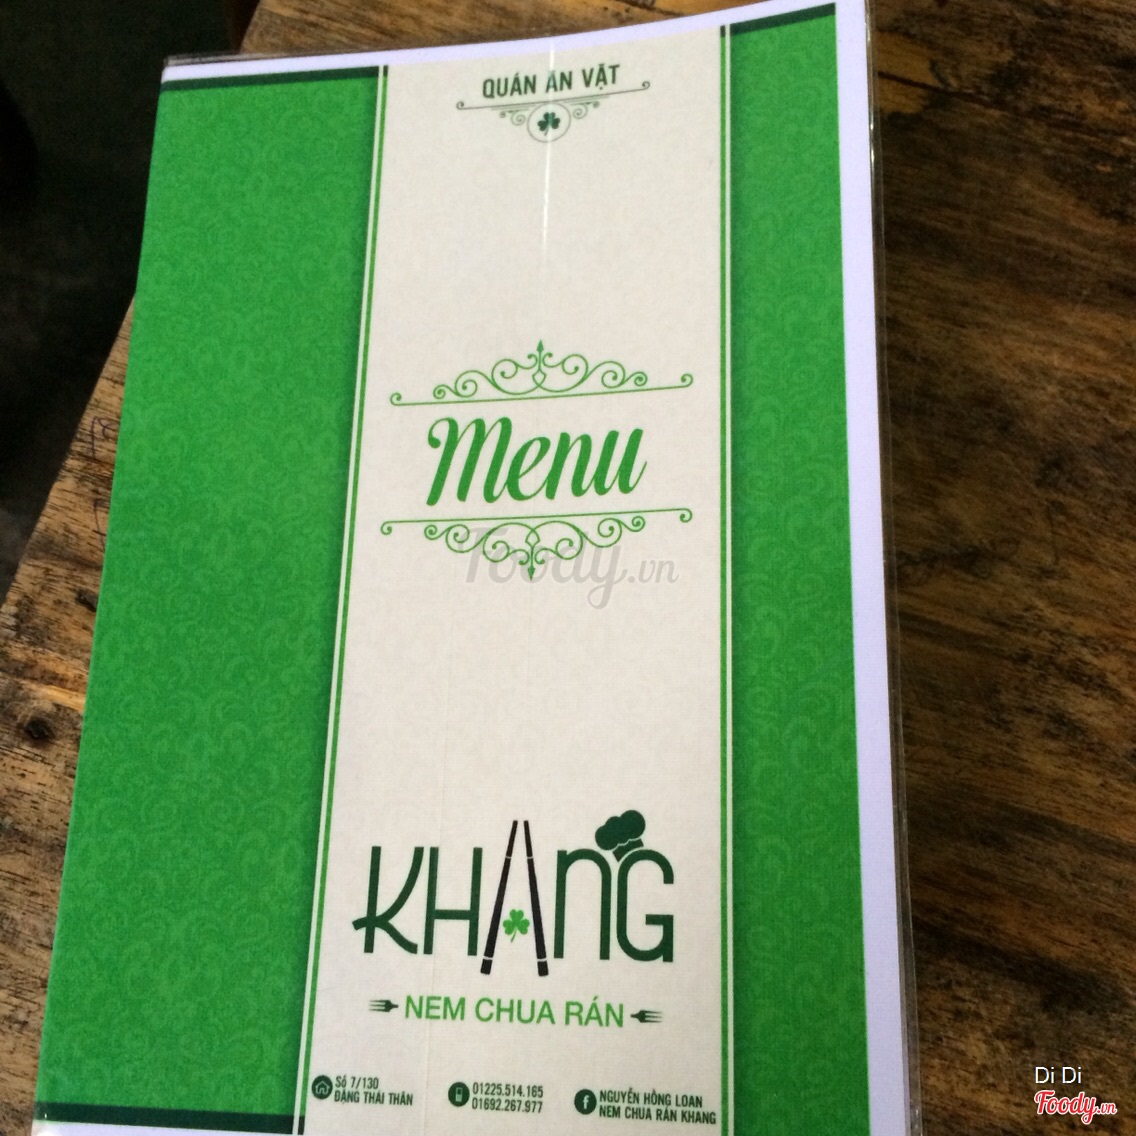 QUÁN ĂN VẶT
Menu
Foody.vn
KHANG
NEM CHUA RÁN
Số 7/130
ĐẶNG THÁI THÂN
01225.514.165
01692.267.977
NGUYỄN HỒNG LOAN
NEM CHUA RÁN KHANG
Di Di
Foody.vn